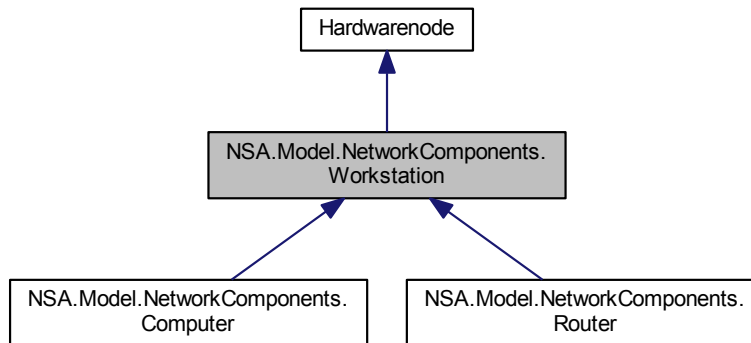 Hardwarenode
NSA.Model.NetworkComponents.
Workstation
NSA.Model.NetworkComponents.
Computer
NSA.Model.NetworkComponents.
Router